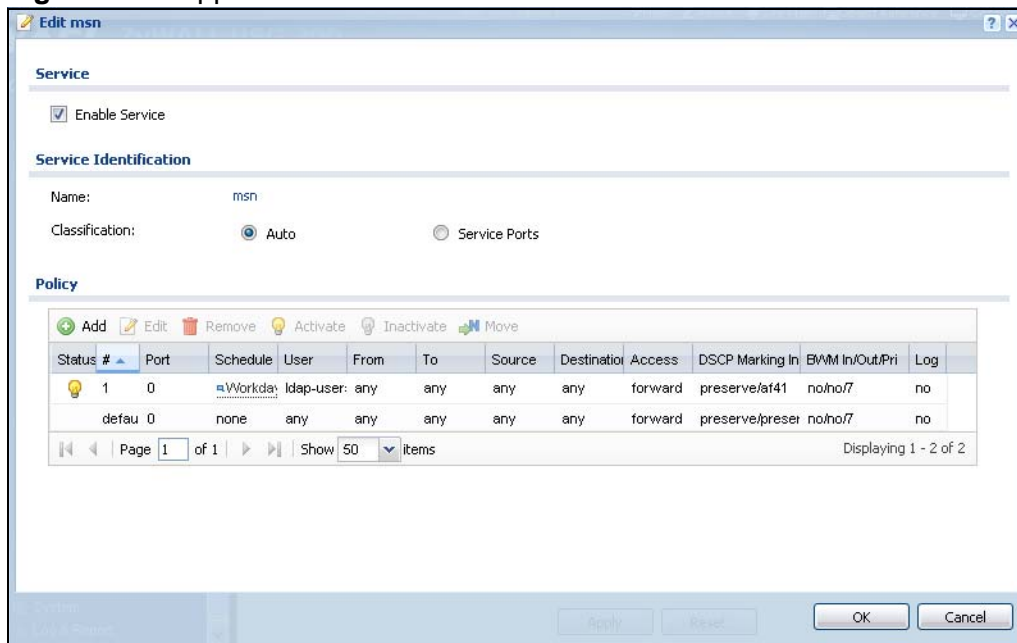 Edit msn
Service
Enable Service
Service Identification
Name: msn
Classification: Auto Service Ports
Policy
Add Edit Remove Activate Inactivate Move
Status # Port Schedule User From To Source Destination Access DSCP Marking In BWM In/Out/Pri Log
1 0 Workday ldap-user: any any any any forward preserve/af41 no/no/7 no
defau 0 none any any any any any forward preserve/preser no/no/7 no
Page 1 of 1 Show 50 items Displaying 1 - 2 of 2
Apply Reset
OK Cancel